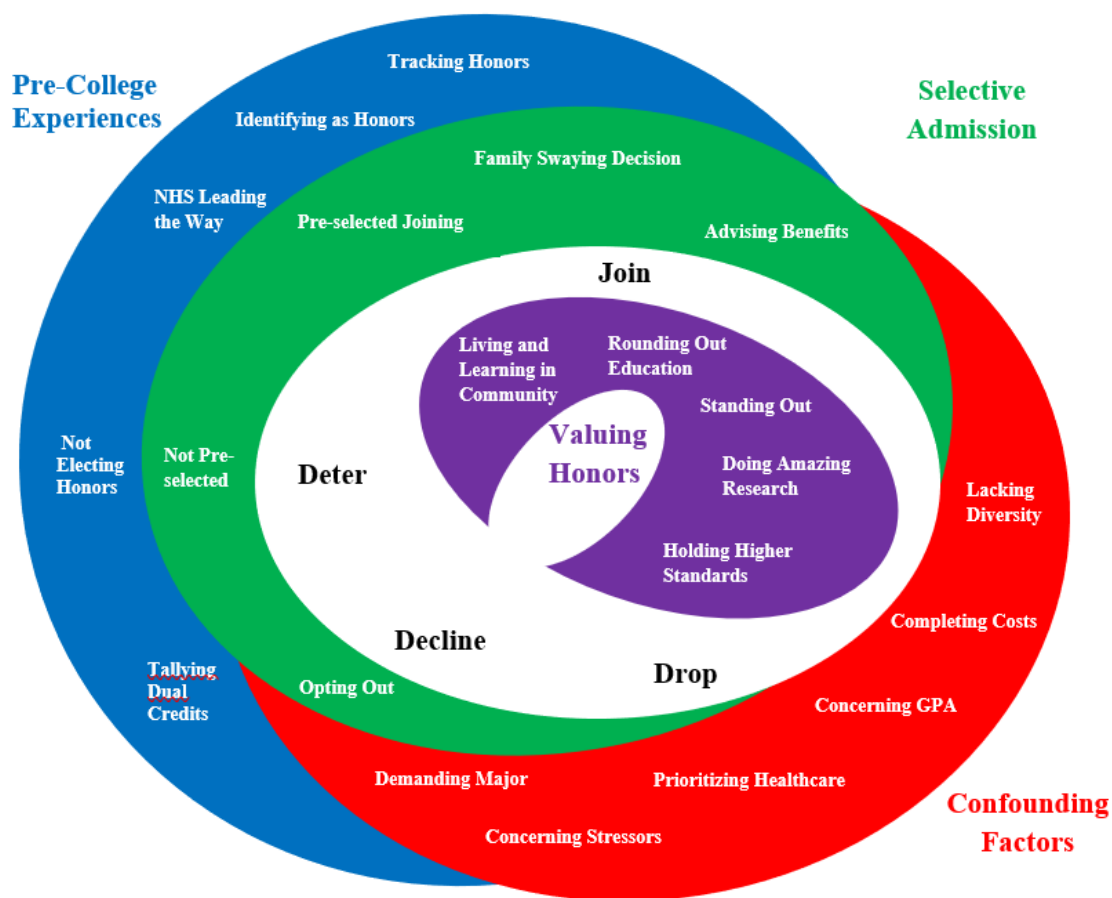 Pre-College
Experiences
Tracking Honors
Identifying as Honors
NHS Leading
the Way
Not
Electing
Honors
Tallying
Dual
Credits
Selective
Admission
Family Swaying Decision
Pre-selected Joining
Advising Benefits
Not Pre-
selected
Opting Out
Join
Deter
Decline
Drop
Living and
Learning in
Community
Rounding Out
Education
Standing Out
Doing Amazing
Research
Holding Higher
Standards
Valuing
Honors
Lacking
Diversity
Completing Costs
Concerning GPA
Prioritizing Healthcare
Demanding Major
Concerning Stressors
Confounding
Factors